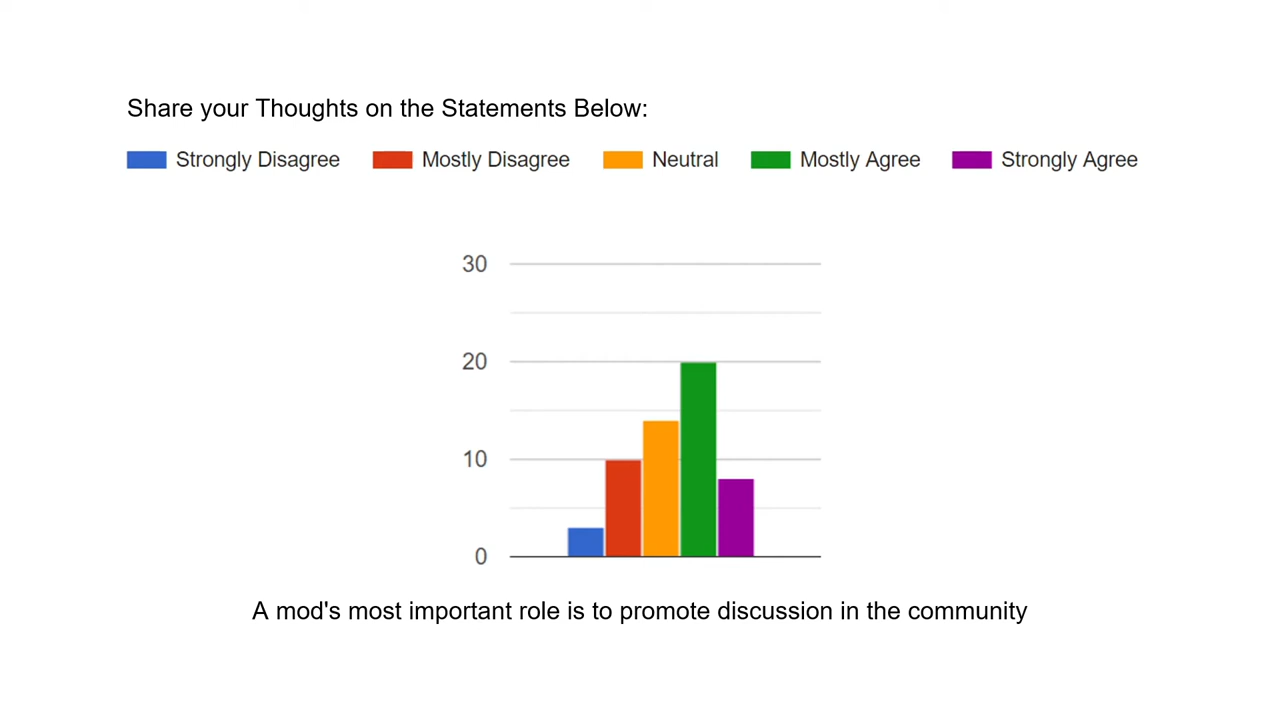 Share your Thoughts on the Statements Below:
Strongly Disagree Mostly Disagree Neutral Mostly Agree Strongly Agree
30
20
10
0
A mod's most important role is to promote discussion in the community